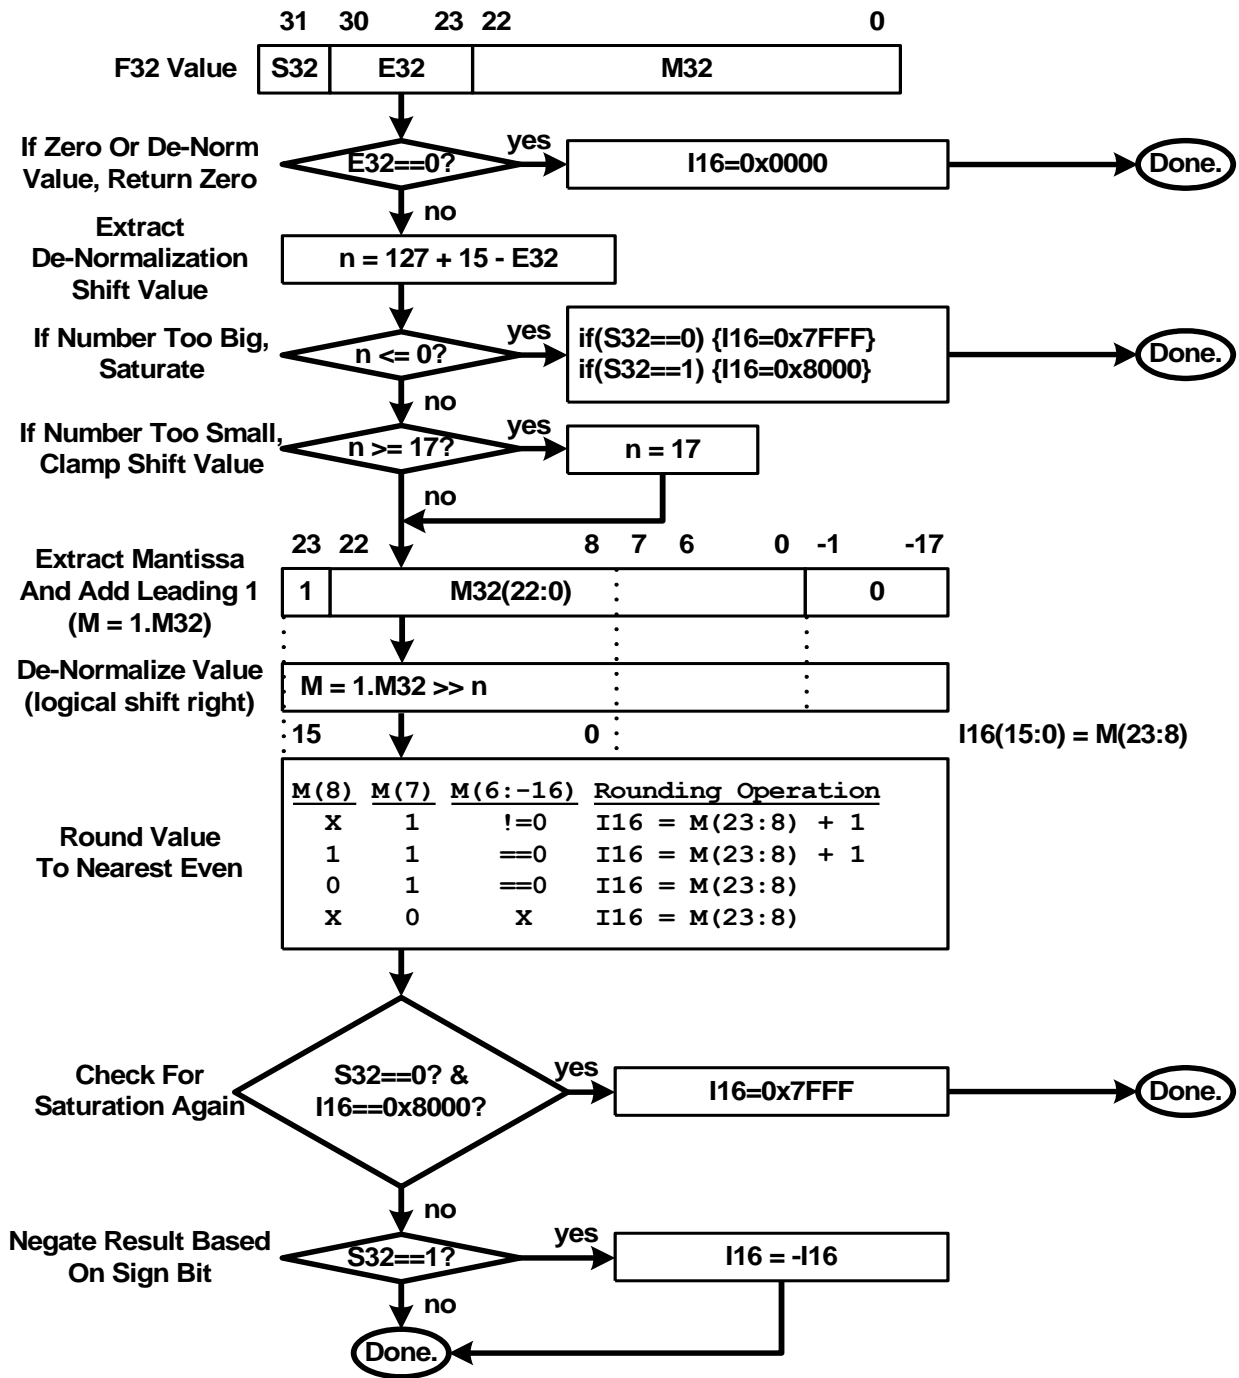 31 30 23 22 0
F32 Value S32 E32 M32
If Zero Or De-Norm
Value, Return Zero
E32==0?
yes
I16=0x0000
Done.
no
Extract
De-Normalization
Shift Value
n = 127 + 15 - E32
If Number Too Big,
Saturate
n <= 0?
yes
if(S32==0) {I16=0x7FFF}
if(S32==1) {I16=0x8000}
Done.
no
If Number Too Small,
Clamp Shift Value
n >= 17?
yes
n = 17
no
23 22 8 7 6 0 -1 -17
Extract Mantissa
And Add Leading 1
(M = 1.M32)
1 M32(22:0) 0
De-Normalize Value
(logical shift right)
M = 1.M32 >> n
15 0 I16(15:0) = M(23:8)
Round Value
To Nearest Even
M(8) M(7) M(6:-16) Rounding Operation
X 1 !=0 I16 = M(23:8) + 1
1 1 ==0 I16 = M(23:8) + 1
0 1 ==0 I16 = M(23:8)
X 0 X I16 = M(23:8)
Check For
Saturation Again
S32==0? &
I16==0x8000?
yes
I16=0x7FFF
Done.
no
Negate Result Based
On Sign Bit
S32==1?
yes
I16 = -I16
no
Done.